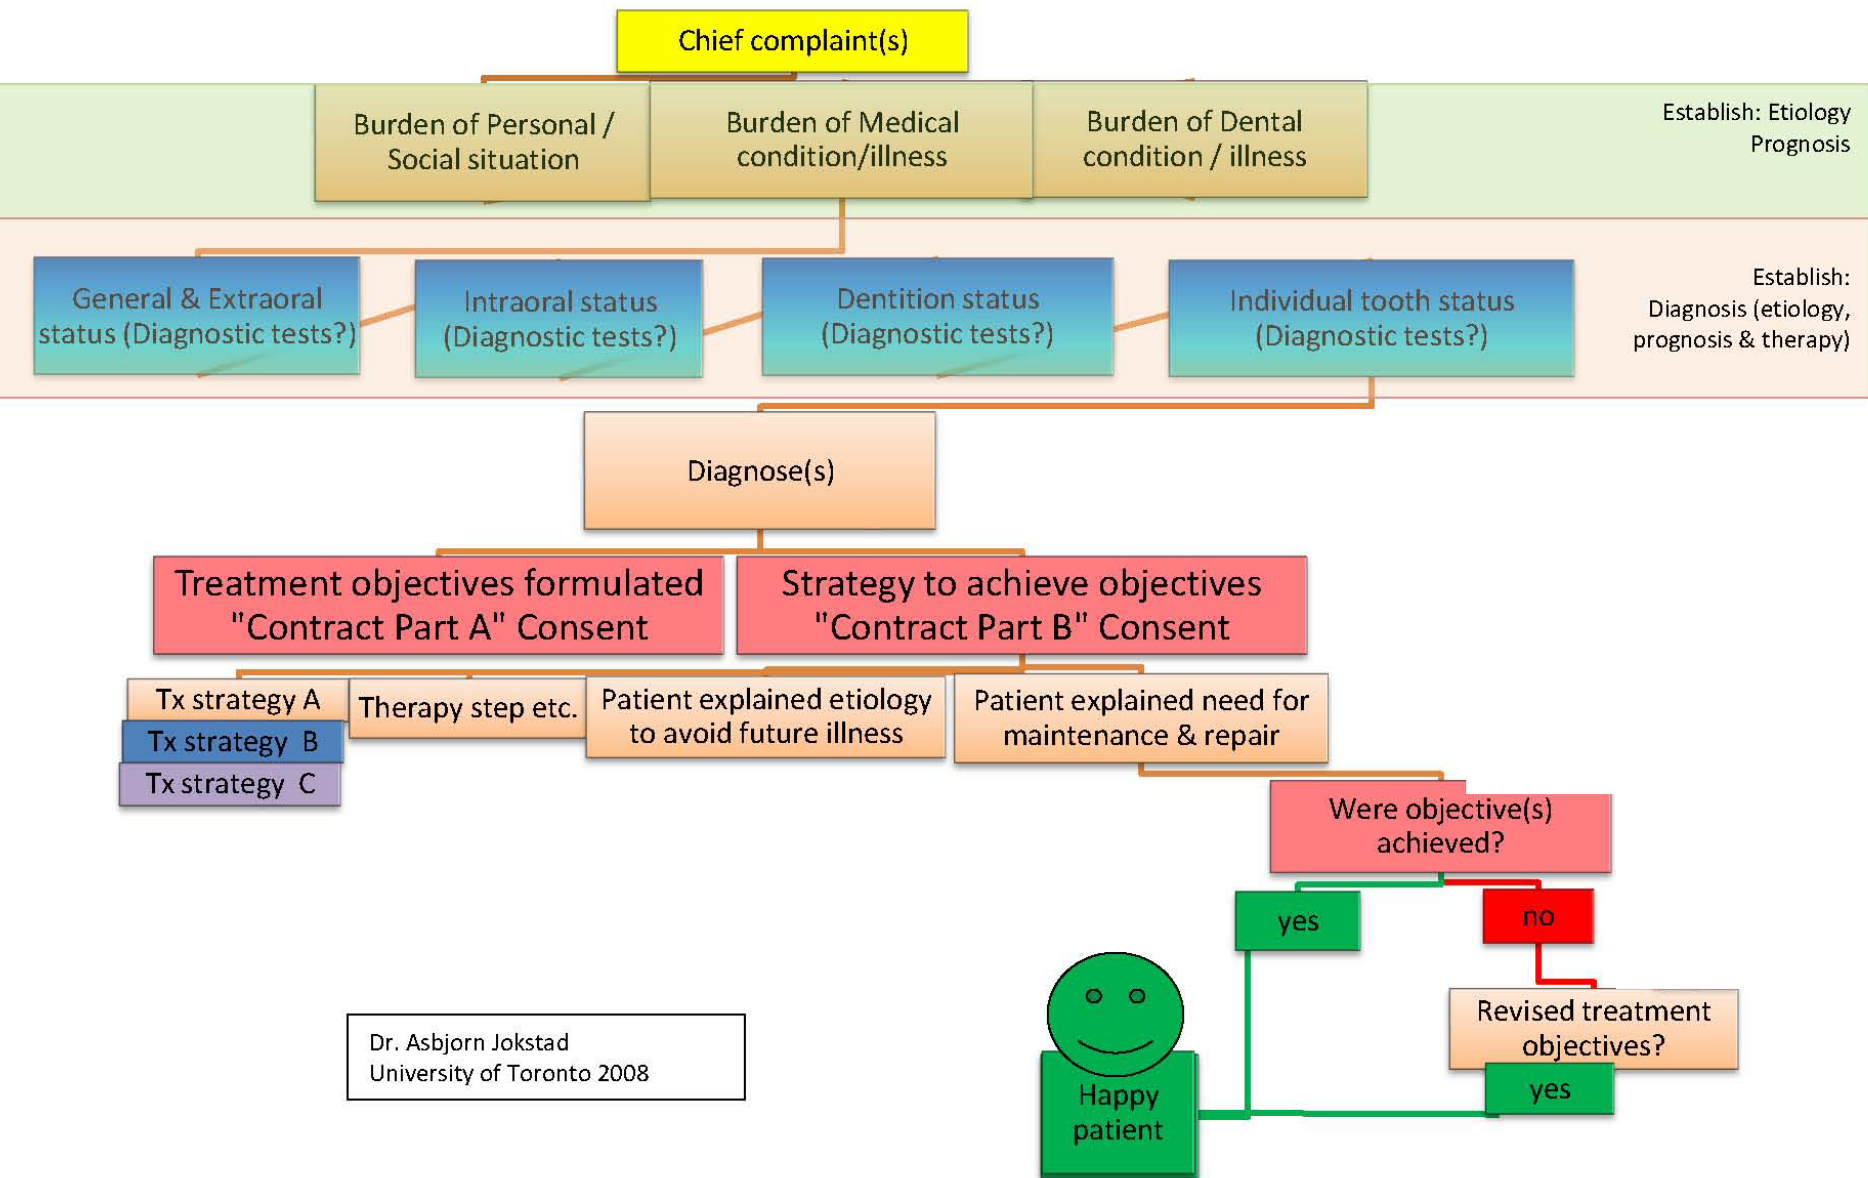 Chief complaint(s)
Burden of Personal /
Social situation
Burden of Medical
condition/illness
Burden of Dental
condition / illness
Establish: Etiology
Prognosis
General & Extraoral
status (Diagnostic tests?)
Intraoral status
(Diagnostic tests?)
Dentition status
(Diagnostic tests?)
Individual tooth status
(Diagnostic tests?)
Establish:
Diagnosis (etiology,
prognosis & therapy)
Diagnose(s)
Treatment objectives formulated
"Contract Part A" Consent
Strategy to achieve objectives
"Contract Part B" Consent
Tx strategy A
Tx strategy B
Tx strategy C
Therapy step etc.
Patient explained etiology
to avoid future illness
Patient explained need for
maintenance & repair
Were objective(s)
achieved?
yes
no
Revised treatment
objectives?
yes
Happy
patient
Dr. Asbjorn Jokstad
University of Toronto 2008